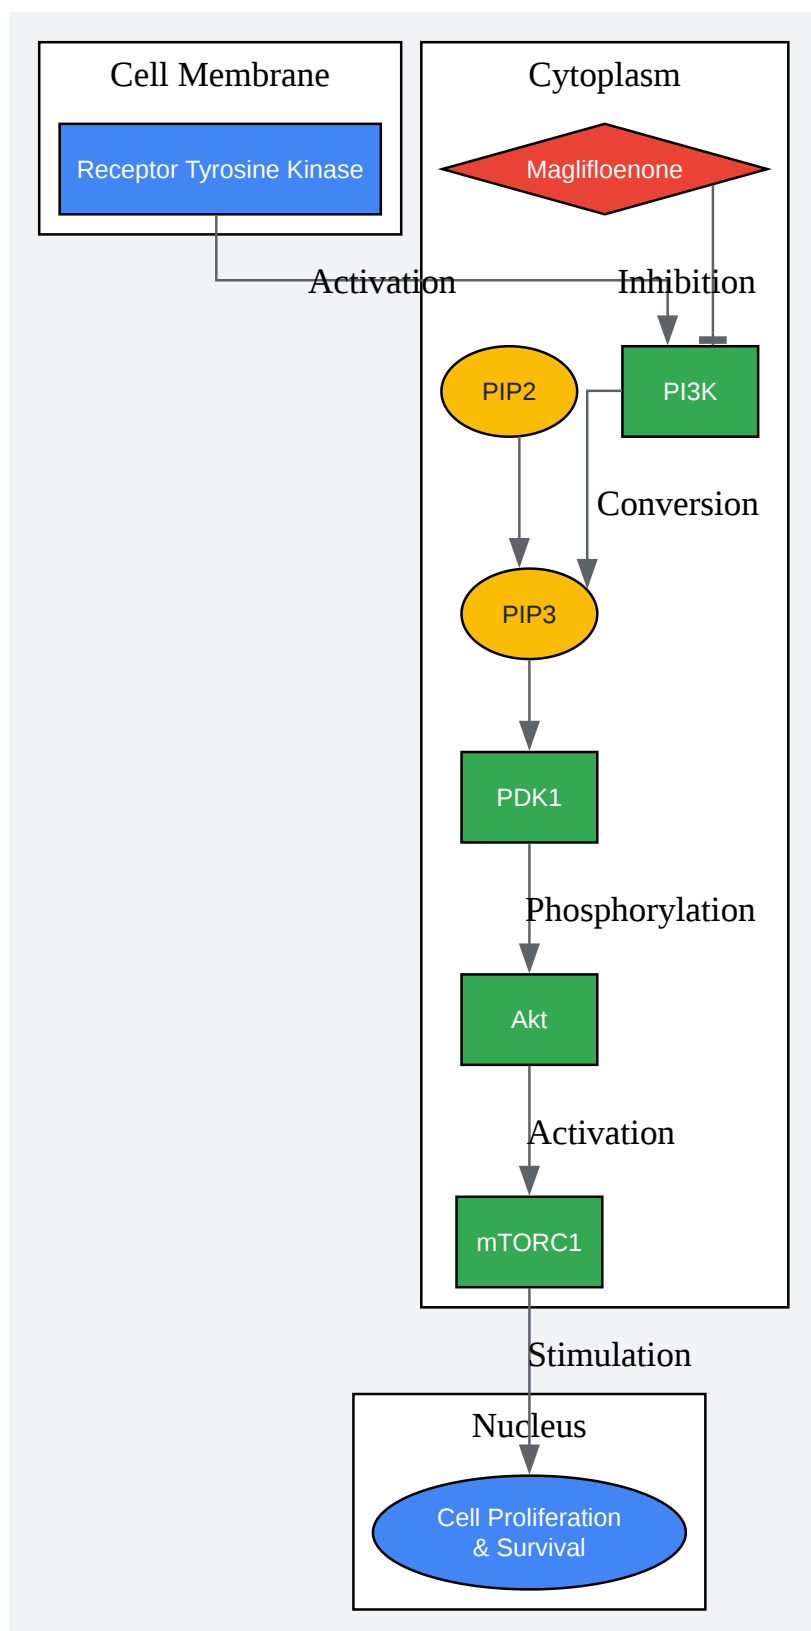 Cell Membrane
Cytoplasm
Receptor Tyrosine Kinase
Maglifloenone
Activation
Inhibition
PIP2
PI3K
Conversion
PIP3
PDK1
Phosphorylation
Akt
Activation
mTORC1
Stimulation
Nucleus
Cell Proliferation
& Survival